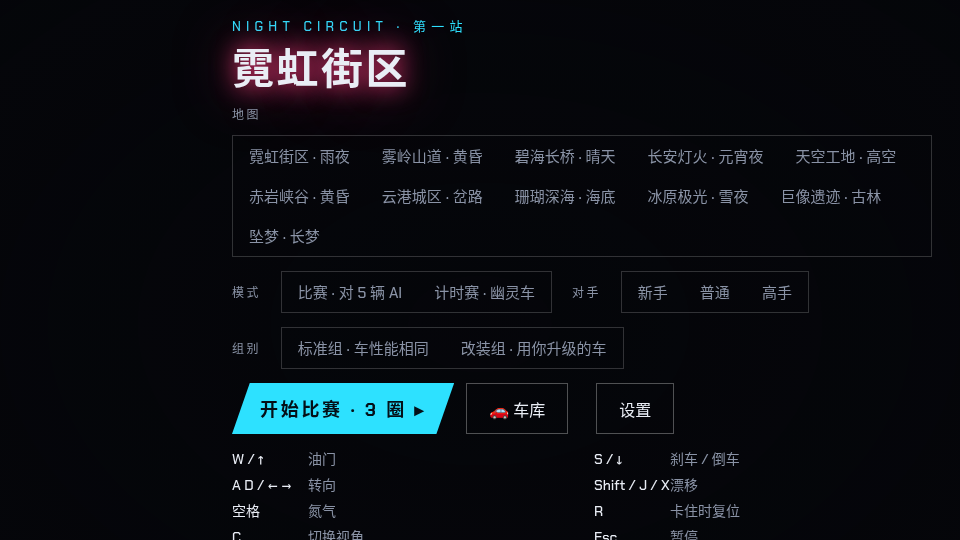 NIGHT CIRCUIT · 第一站
霓虹街区
地图
霓虹街区 · 雨夜 雾岭山道 · 黄昏 碧海长桥 · 晴天 长安灯火 · 元宵夜 天空工地 · 高空
赤岩峡谷 · 黄昏 云港城区 · 岔路 珊瑚深海 · 海底 冰原极光 · 雪夜 巨像遗迹 · 古林
坠梦 · 长梦
模式 比赛 · 对 5 辆 AI 计时赛 · 幽灵车 对手 新手 普通 高手
组别 标准组 · 车性能相同 改装组 · 用你升级的车
开始比赛 · 3 圈 ▸ 🚗 车库 设置
W / ↑ 油门 S / ↓ 刹车 / 倒车
A D / ← → 转向 Shift / J / X 漂移
空格 氮气 R 卡住时复位
C 切换视角 Esc 暂停